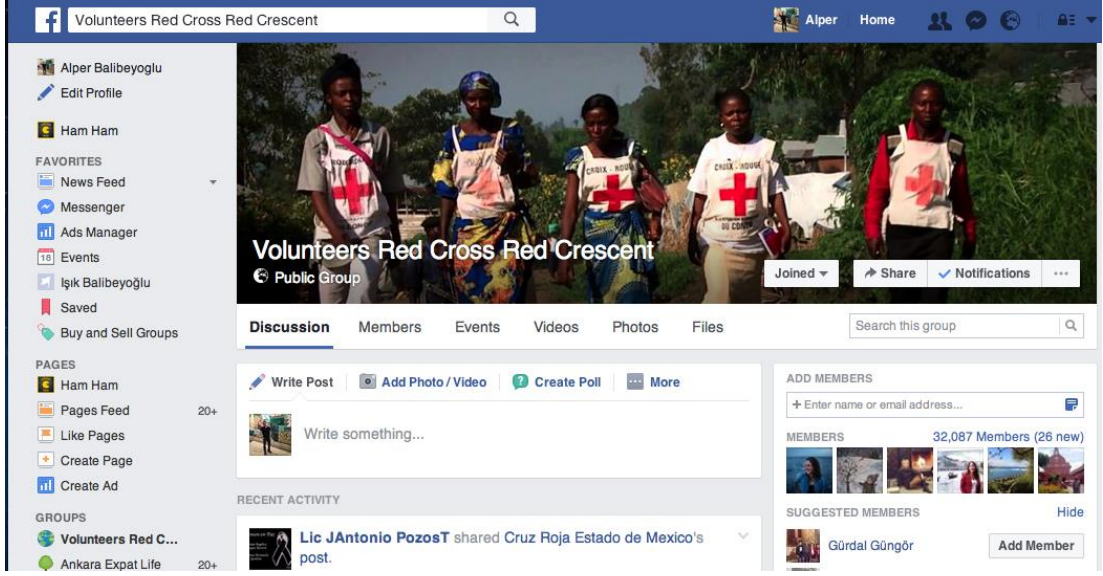 Volunteers Red Cross Red Crescent
Alper Home
Alper Balibeyoglu
Edit Profile
Ham Ham
FAVORITES
News Feed
Messenger
Ads Manager
18 Events
Işık Balibeyoğlu
Saved
Buy and Sell Groups
PAGES
Ham Ham
Pages Feed 20+
Like Pages
Create Page
Create Ad
GROUPS
Volunteers Red C...
Ankara Expat Life 20+
CROIX - ROUGE
CROIX - ROUGE
DU CONGO
Volunteers Red Cross Red Crescent
Public Group
Joined
Share
Notifications
Discussion Members Events Videos Photos Files
Search this group
Write Post Add Photo / Video Create Poll More
Write something...
RECENT ACTIVITY
Lic JAntonio PozosT shared Cruz Roja Estado de Mexico's
post.
ADD MEMBERS
+ Enter name or email address...
MEMBERS 32,087 Members (26 new)
SUGGESTED MEMBERS Hide
Gürdal Güngör Add Member